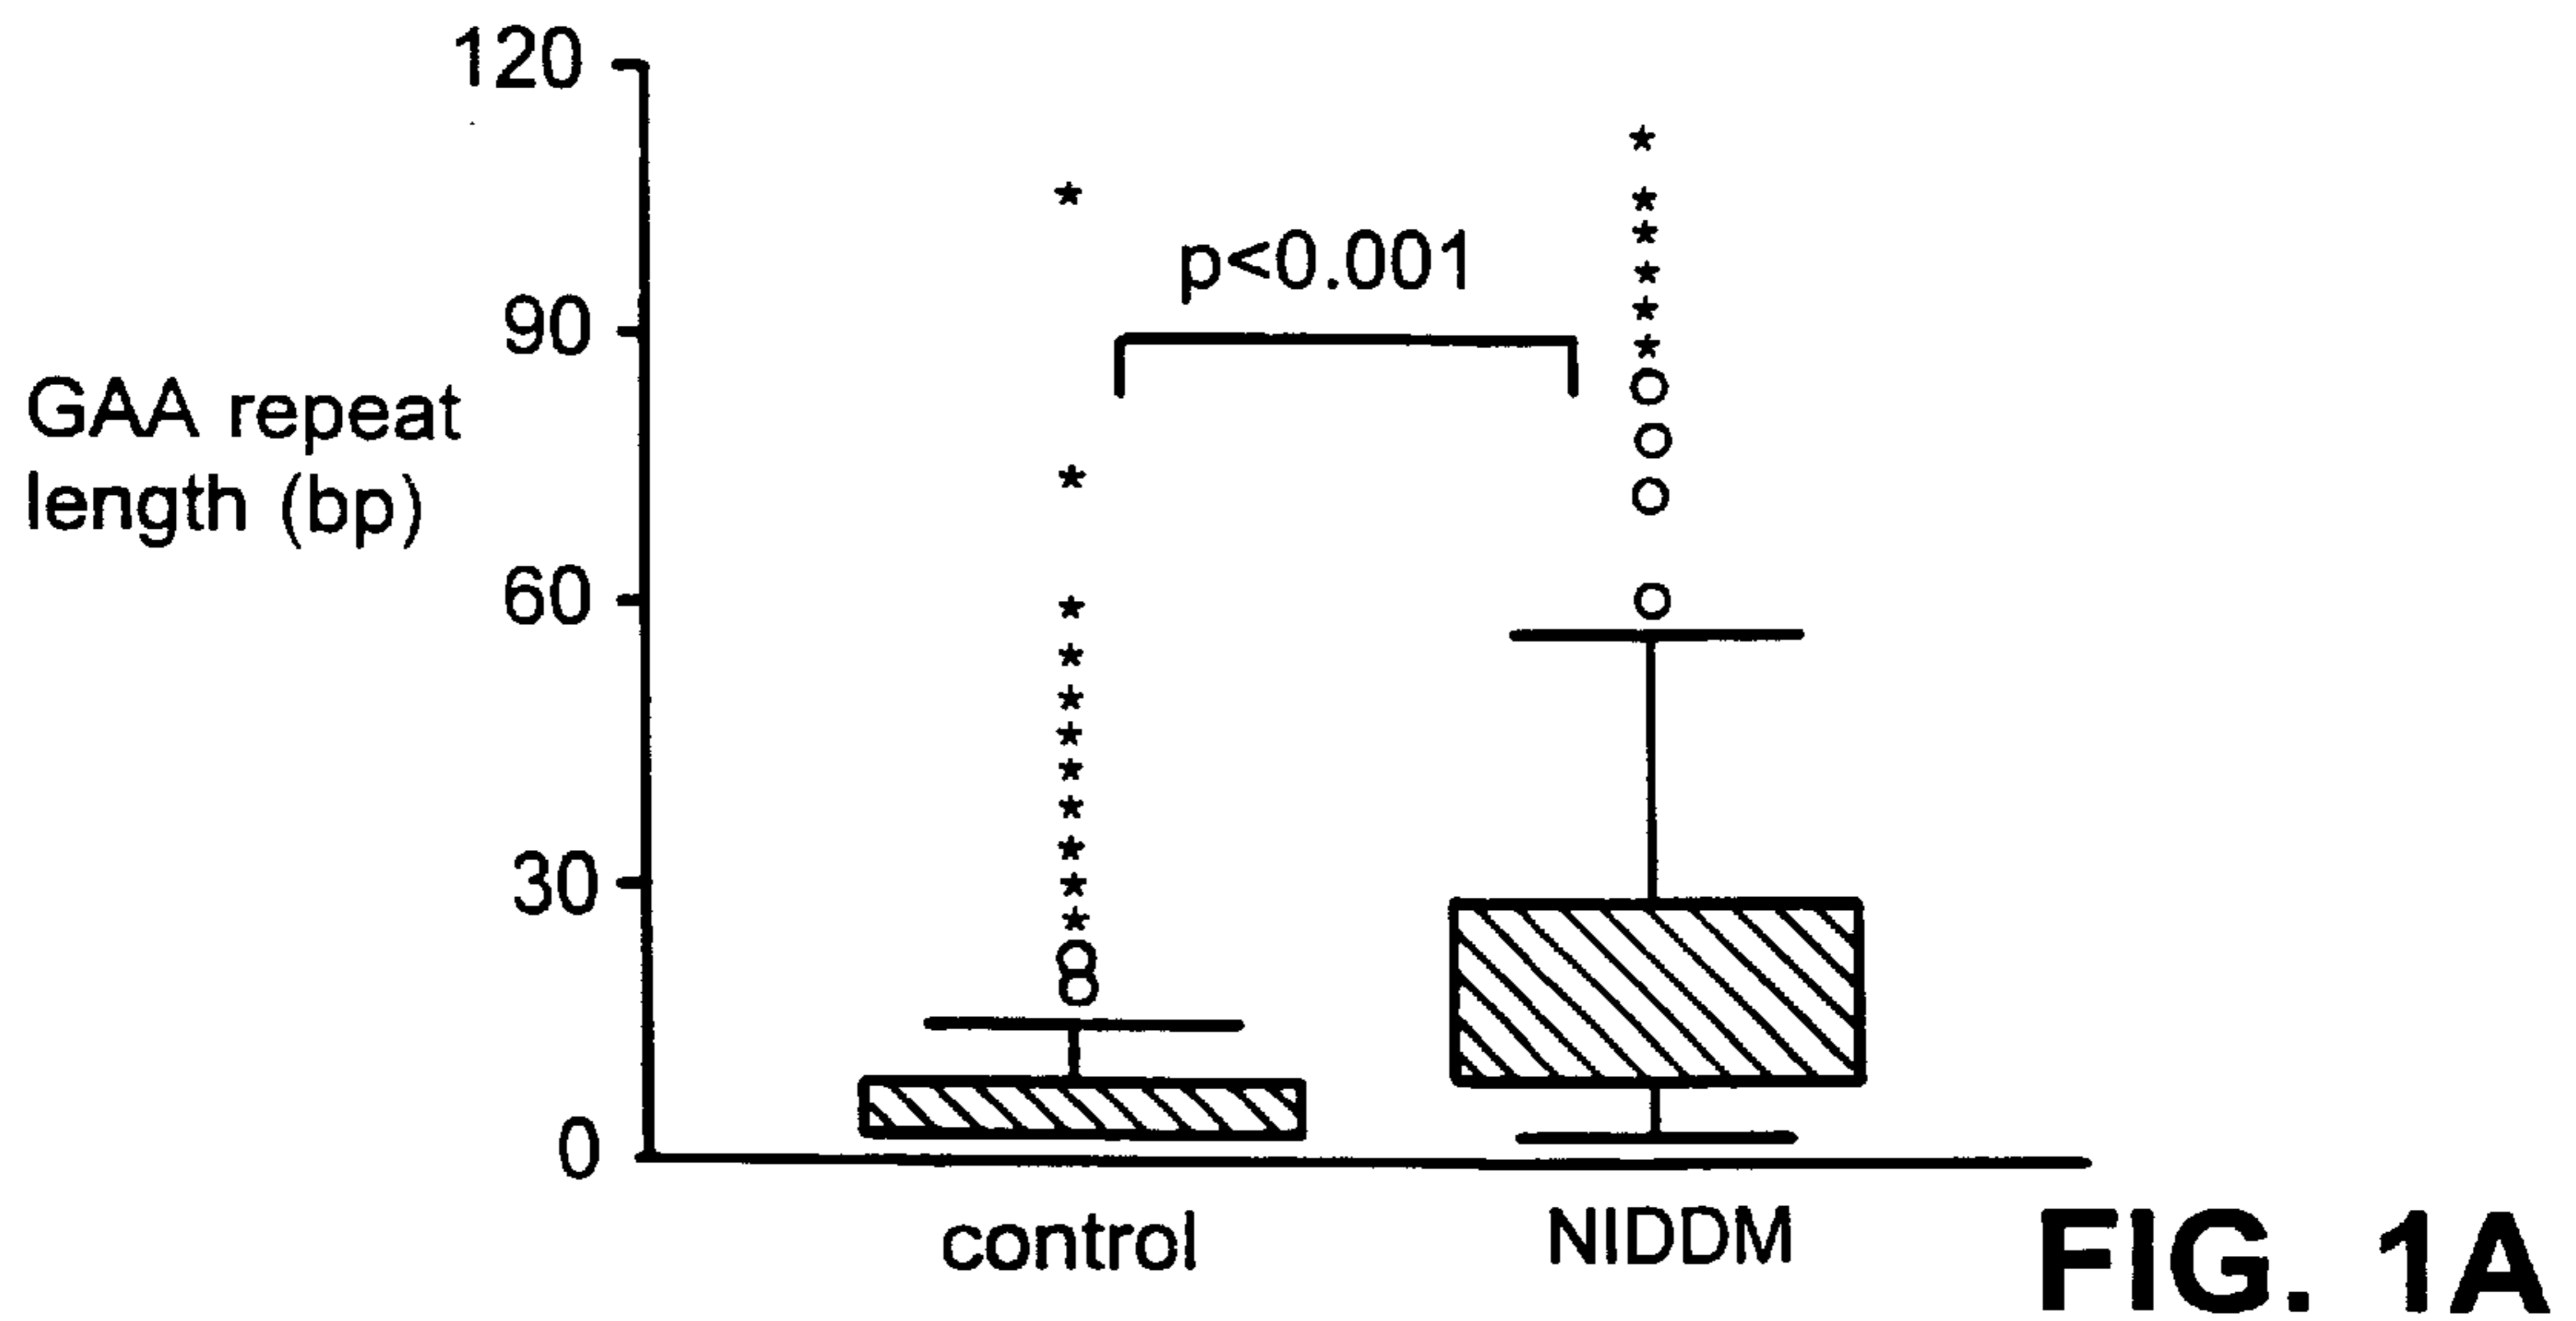 120
p<0.001
90
GAA repeat
length (bp)
60
30
0
control
NIDDM
FIG. 1A